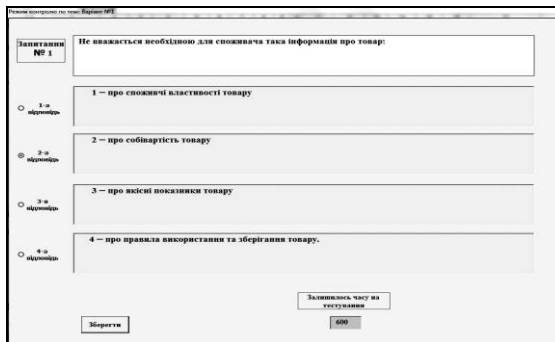 Режим контролю по темі: Варіант №1
Запитання
№ 1
Не вважається необхідною для споживача така інформація про товар:
1-а
відповідь
1 – про споживчі властивості товару
2-а
відповідь
2 – про собівартість товару
3-я
відповідь
3 – про якісні показники товару
4-а
відповідь
4 – про правила використання та зберігання товару.
Залишилось часу на
тестування
Зберегти
600